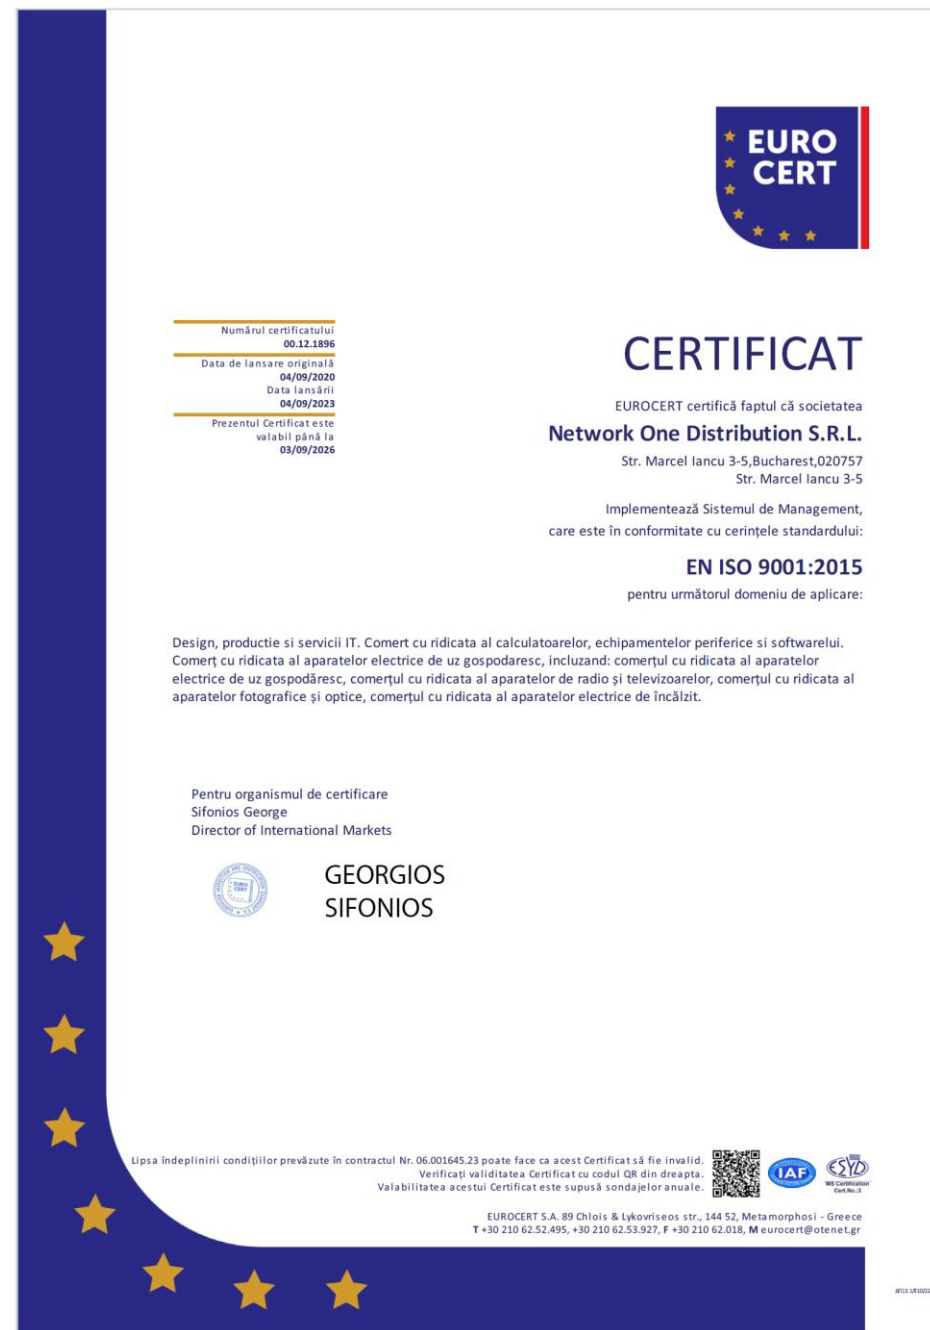 EURO
CERT
Numărul certificatului
00.12.1896
Data de lansare originală
04/09/2020
Data lansării
04/09/2023
Prezentul Certificat este
valabil până la
03/09/2026
CERTIFICAT
EUROCERT certifică faptul că societatea
Network One Distribution S.R.L.
Str. Marcel Iancu 3-5,Bucharest,020757
Str. Marcel Iancu 3-5
Implementează Sistemul de Management,
care este în conformitate cu cerințele standardului:
EN ISO 9001:2015
pentru următorul domeniu de aplicare:
Design, productie si servicii IT. Comert cu ridicata al calculatoarelor, echipamentelor periferice si softwarelui.
Comerț cu ridicata al aparatelor electrice de uz gospodaresc, incluzand: comerțul cu ridicata al aparatelor
electrice de uz gospodăresc, comerțul cu ridicata al aparatelor de radio și televizoarelor, comerțul cu ridicata al
aparatelor fotografice și optice, comerțul cu ridicata al aparatelor electrice de încălzit.
Pentru organismul de certificare
Sifonios George
Director of International Markets
EURO
CERT
GEORGIOS
SIFONIOS
Lipsa îndeplinirii condițiilor prevăzute în contractul Nr. 06.001645.23 poate face ca acest Certificat să fie invalid.
Verificați validitatea Certificat cu codul QR din dreapta.
Valabilitatea acestui Certificat este supusă sondajelor anuale.
IAF
ESYD
MS Certification
Cert.No.:3
EUROCERT S.A. 89 Chlois & Lykovriseos str., 144 52, Metamorphosi - Greece
T +30 210 62.52.495, +30 210 62.53.927, F +30 210 62.018, M eurocert@otenet.gr